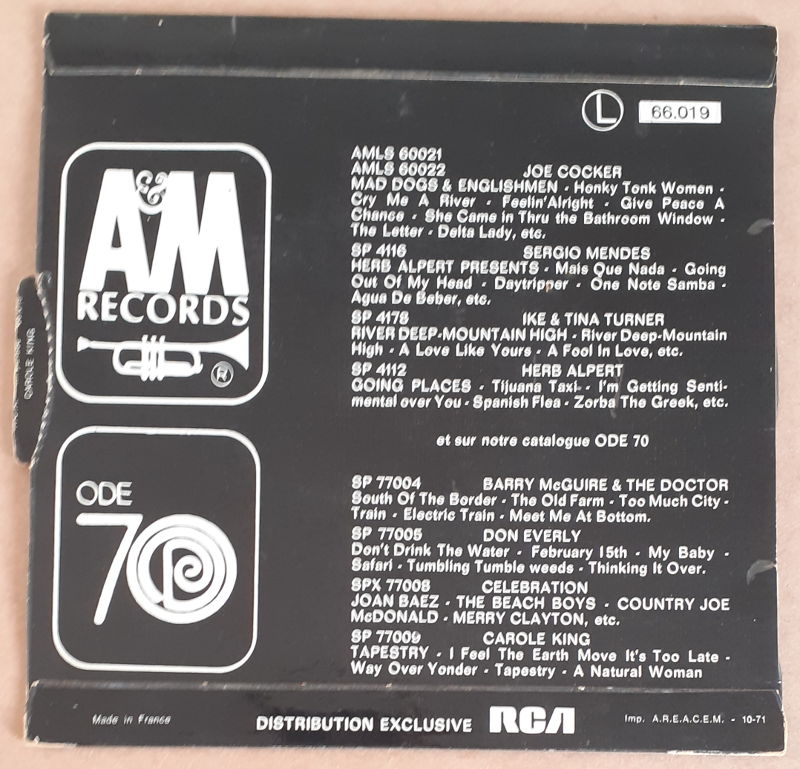 L 66.019
A&M
RECORDS
®
AMLS 60021
AMLS 60022 JOE COCKER
MAD DOGS & ENGLISHMEN - Honky Tonk Women -
Cry Me A River - Feelin'Alright - Give Peace A
Chance - She Came in Thru the Bathroom Window -
The Letter - Delta Lady, etc.
SP 4116 SERGIO MENDES
HERB ALPERT PRESENTS - Mais Que Nada - Going
Out Of My Head - Daytripper - One Note Samba -
Agua De Beber, etc.
SP 4178 IKE & TINA TURNER
RIVER DEEP-MOUNTAIN HIGH - River Deep-Mountain
High - A Love Like Yours - A Fool In Love, etc.
SP 4112 HERB ALPERT
GOING PLACES - Tijuana Taxi - I'm Getting Senti-
mental over You - Spanish Flea - Zorba The Greek, etc.
et sur notre catalogue ODE 70
CAROLE KING
ODE
70
SP 77004 BARRY McGUIRE & THE DOCTOR
South Of The Border - The Old Farm - Too Much City -
Train - Electric Train - Meet Me At Bottom.
SP 77005 DON EVERLY
Don't Drink The Water - February 15th - My Baby -
Safari - Tumbling Tumble weeds - Thinking It Over.
SPX 77008 CELEBRATION
JOAN BAEZ - THE BEACH BOYS - COUNTRY JOE
McDONALD - MERRY CLAYTON, etc.
SP 77009 CAROLE KING
TAPESTRY - I Feel The Earth Move It's Too Late -
Way Over Yonder - Tapestry - A Natural Woman
Made in France
DISTRIBUTION EXCLUSIVE RCA
Imp. A.R.E.A.C.E.M. - 10-71